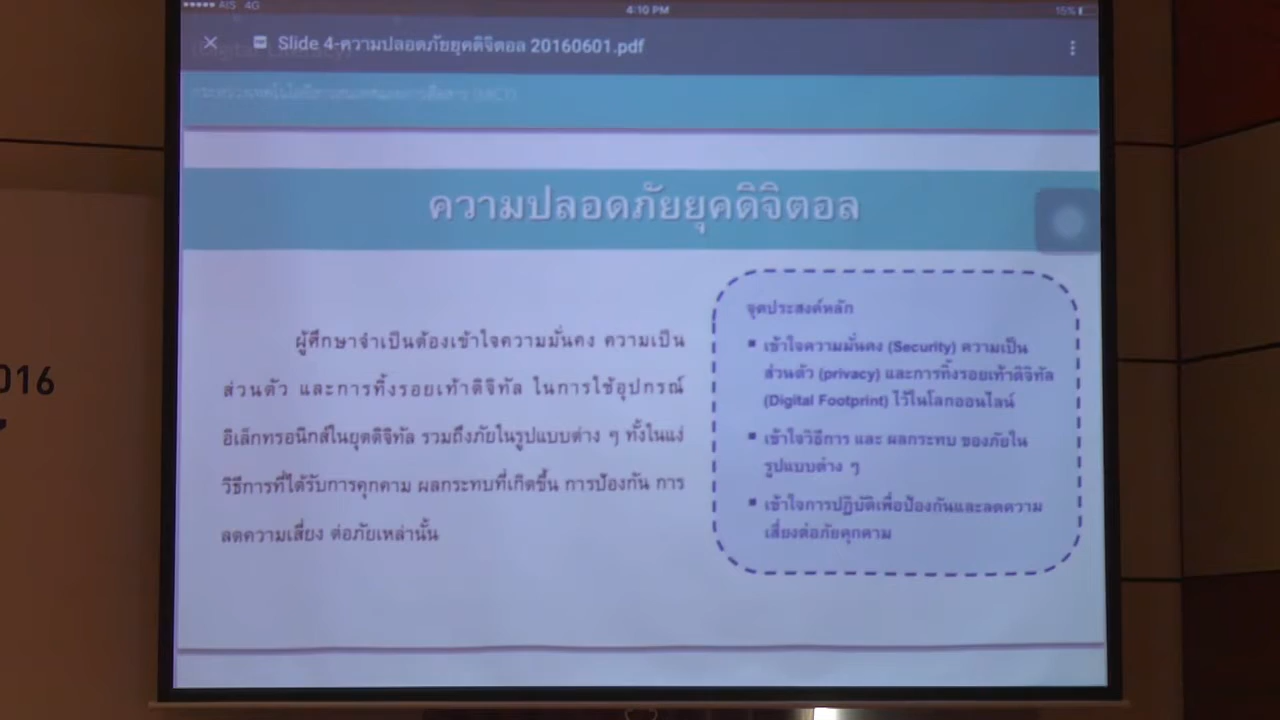 AIS 4G 4:10 PM 15%
Slide 4-ความปลอดภัยยุคดิจิตอล 20160601.pdf
ความปลอดภัยยุคดิจิตอล
ผู้ศึกษาจำเป็นต้องเข้าใจความมั่นคง ความเป็น
ส่วนตัว และการทิ้งรอยเท้าดิจิทัล ในการใช้อุปกรณ์
อิเล็กทรอนิกส์ในยุคดิจิทัล รวมถึงภัยในรูปแบบต่าง ๆ ทั้งในแง่
วิธีการที่ได้รับการคุกคาม ผลกระทบที่เกิดขึ้น การป้องกัน การ
ลดความเสี่ยง ต่อภัยเหล่านั้น
จุดประสงค์หลัก
▪ เข้าใจความมั่นคง (Security) ความเป็น
ส่วนตัว (privacy) และการทิ้งรอยเท้าดิจิทัล
(Digital Footprint) ไว้ในโลกออนไลน์
▪ เข้าใจวิธีการ และ ผลกระทบ ของภัยใน
รูปแบบต่าง ๆ
▪ เข้าใจการปฏิบัติเพื่อป้องกันและลดความ
เสี่ยงต่อภัยคุกคาม
016